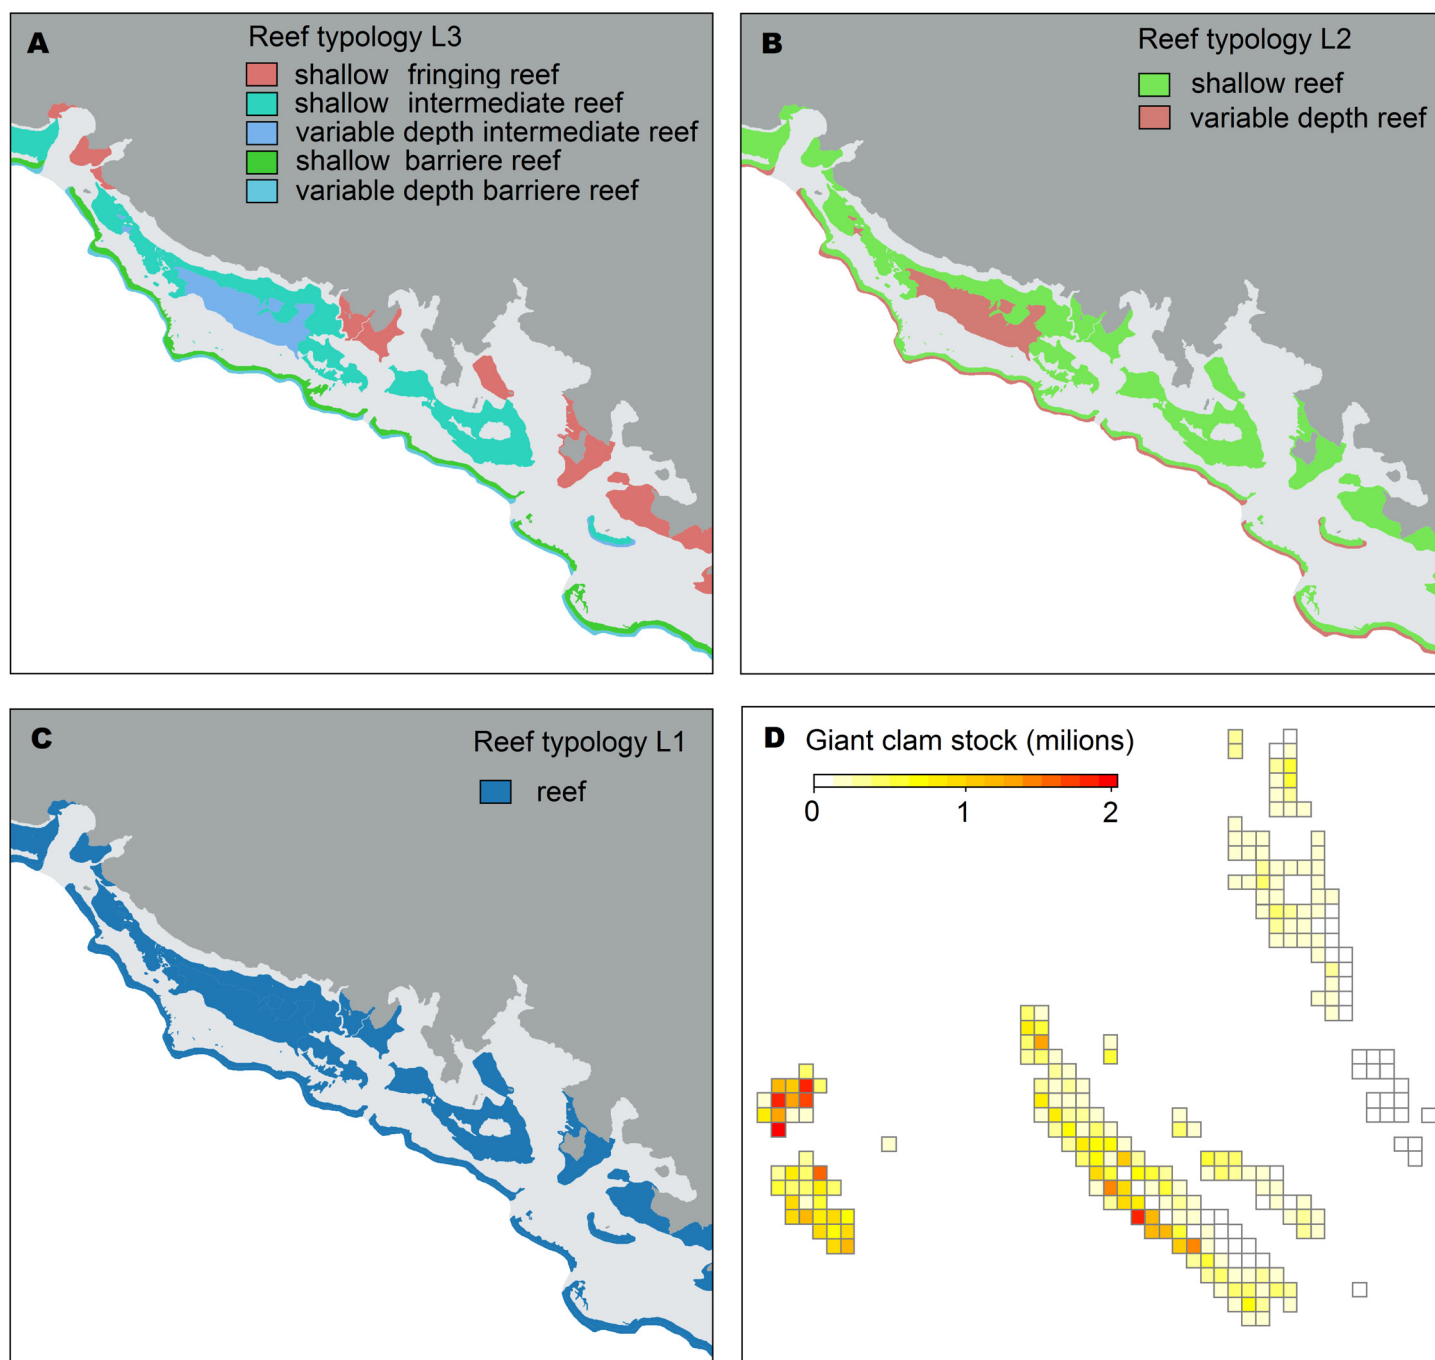 A
Reef typology L3
shallow fringing reef
shallow intermediate reef
variable depth intermediate reef
shallow barriere reef
variable depth barriere reef
B
Reef typology L2
shallow reef
variable depth reef
C
Reef typology L1
reef
D Giant clam stock (milions)
0 1 2